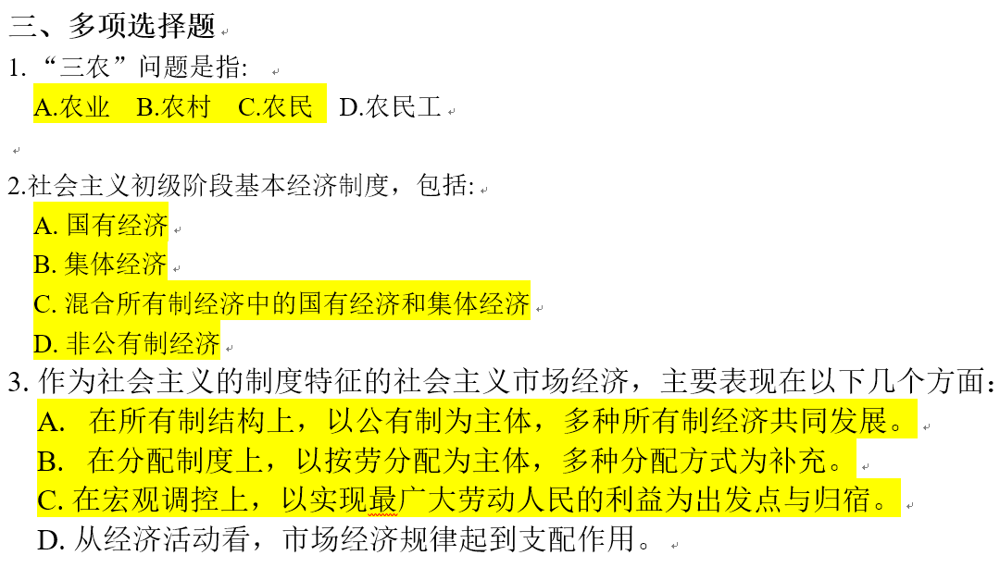 三、多项选择题
1. “三农”问题是指:
A.农业 B.农村 C.农民 D.农民工
2.社会主义初级阶段基本经济制度，包括:
A. 国有经济
B. 集体经济
C. 混合所有制经济中的国有经济和集体经济
D. 非公有制经济
3. 作为社会主义的制度特征的社会主义市场经济，主要表现在以下几个方面：
A. 在所有制结构上，以公有制为主体，多种所有制经济共同发展。
B. 在分配制度上，以按劳分配为主体，多种分配方式为补充。
C. 在宏观调控上，以实现最广大劳动人民的利益为出发点与归宿。
D. 从经济活动看，市场经济规律起到支配作用。